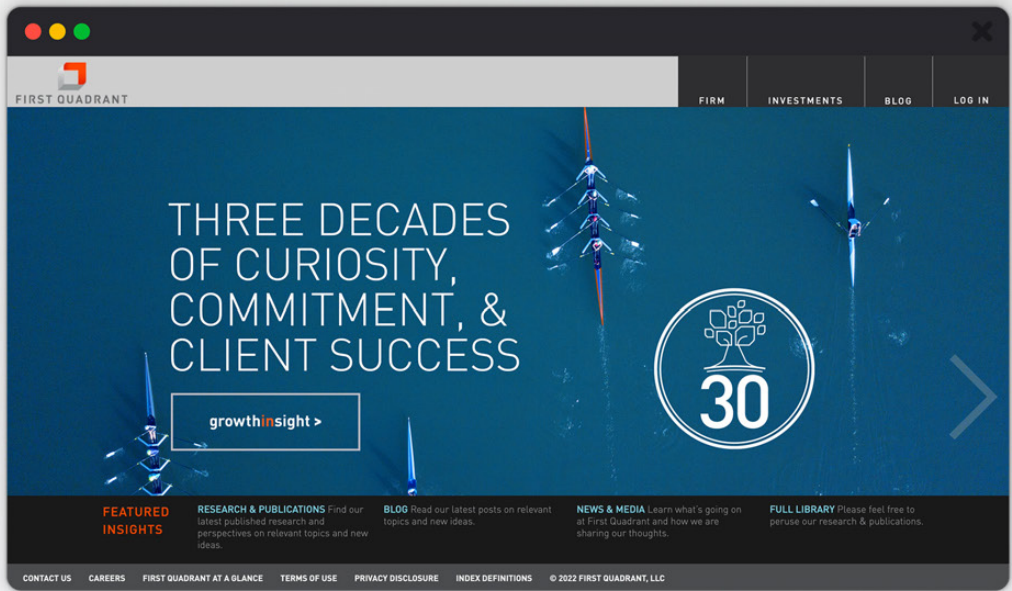 FIRST QUADRANT
FIRM
INVESTMENTS
BLOG
LOG IN
THREE DECADES
OF CURIOSITY,
COMMITMENT, &
CLIENT SUCCESS
growthinsight >
30
FEATURED
INSIGHTS
RESEARCH & PUBLICATIONS Find our
latest published research and
perspectives on relevant topics and new
ideas.
BLOG Read our latest posts on relevant
topics and new ideas.
NEWS & MEDIA Learn what's going on
at First Quadrant and how we are
sharing our thoughts.
FULL LIBRARY Please feel free to
peruse our research & publications.
CONTACT US
CAREERS
FIRST QUADRANT AT A GLANCE
TERMS OF USE
PRIVACY DISCLOSURE
INDEX DEFINITIONS
© 2022 FIRST QUADRANT, LLC